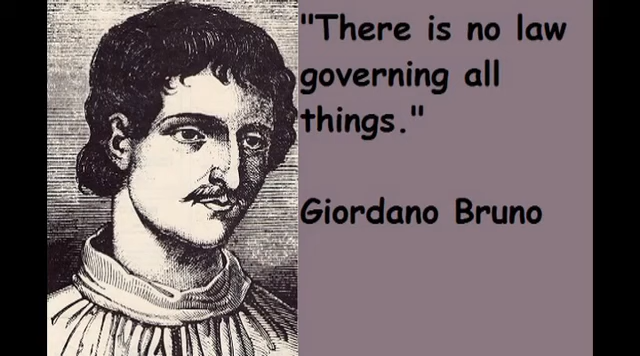 "There is no law
governing all
things."
Giordano Bruno